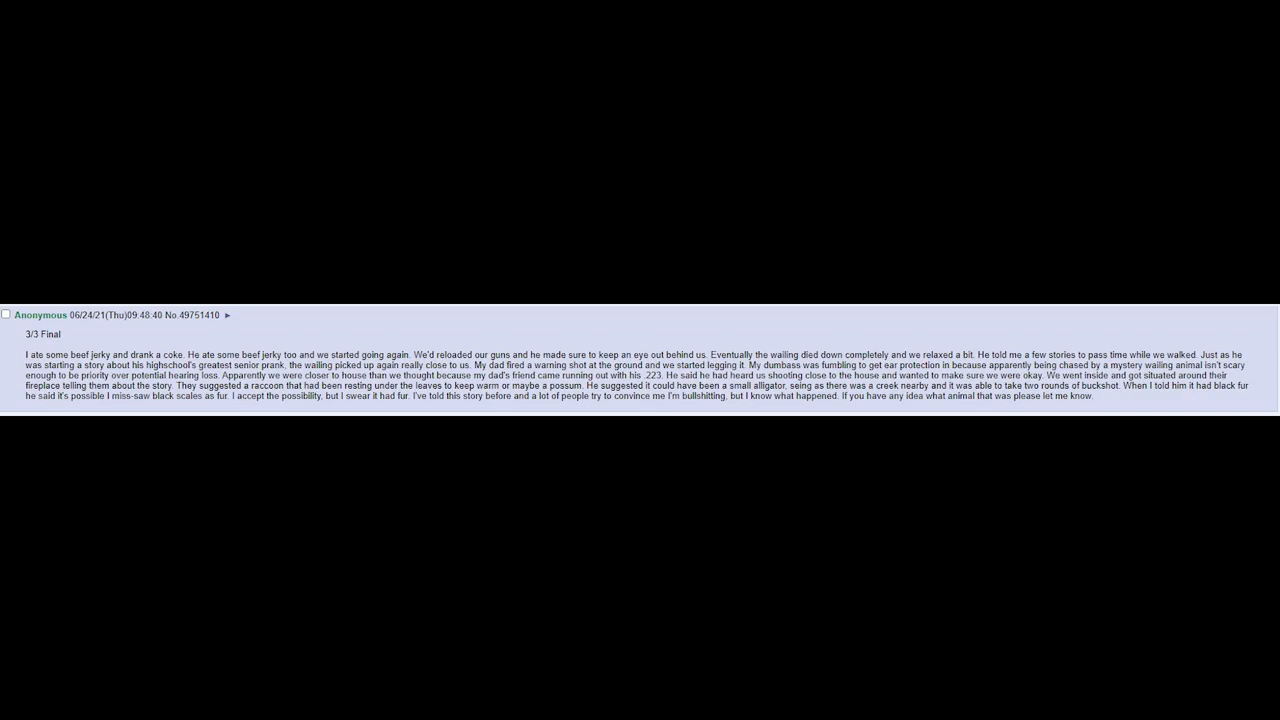 Anonymous 06/24/21(Thu)09:48:40 No.49751410 ►
3/3 Final
I ate some beef jerky and drank a coke. He ate some beef jerky too and we started going again. We'd reloaded our guns and he made sure to keep an eye out behind us. Eventually the wailing died down completely and we relaxed a bit. He told me a few stories to pass time while we walked. Just as he
was starting a story about his highschool's greatest senior prank, the wailing picked up again really close to us. My dad fired a warning shot at the ground and we started legging it. My dumbass was fumbling to get ear protection in because apparently being chased by a mystery wailing animal isn't scary
enough to be priority over potential hearing loss. Apparently we were closer to house than we thought because my dad's friend came running out with his .223. He said he had heard us shooting close to the house and wanted to make sure we were okay. We went inside and got situated around their
fireplace telling them about the story. They suggested a raccoon that had been resting under the leaves to keep warm or maybe a possum. He suggested it could have been a small alligator, seing as there was a creek nearby and it was able to take two rounds of buckshot. When I told him it had black fur
he said it's possible I miss-saw black scales as fur. I accept the possibility, but I swear it had fur. I've told this story before and a lot of people try to convince me I'm bullshitting, but I know what happened. If you have any idea what animal that was please let me know.